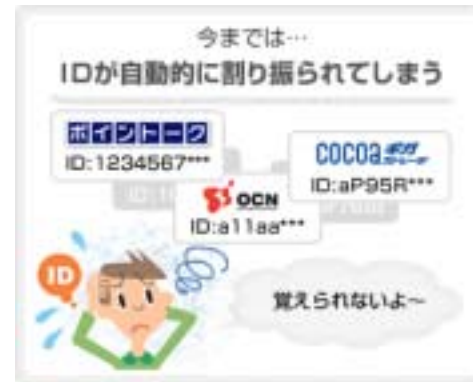 今までは…
IDが自動的に割り振られてしまう
ポイントーク
ID:1234567***
cocoa
ID:aP95R***
OCN
ID:a11aa***
ID
覚えられないよ〜